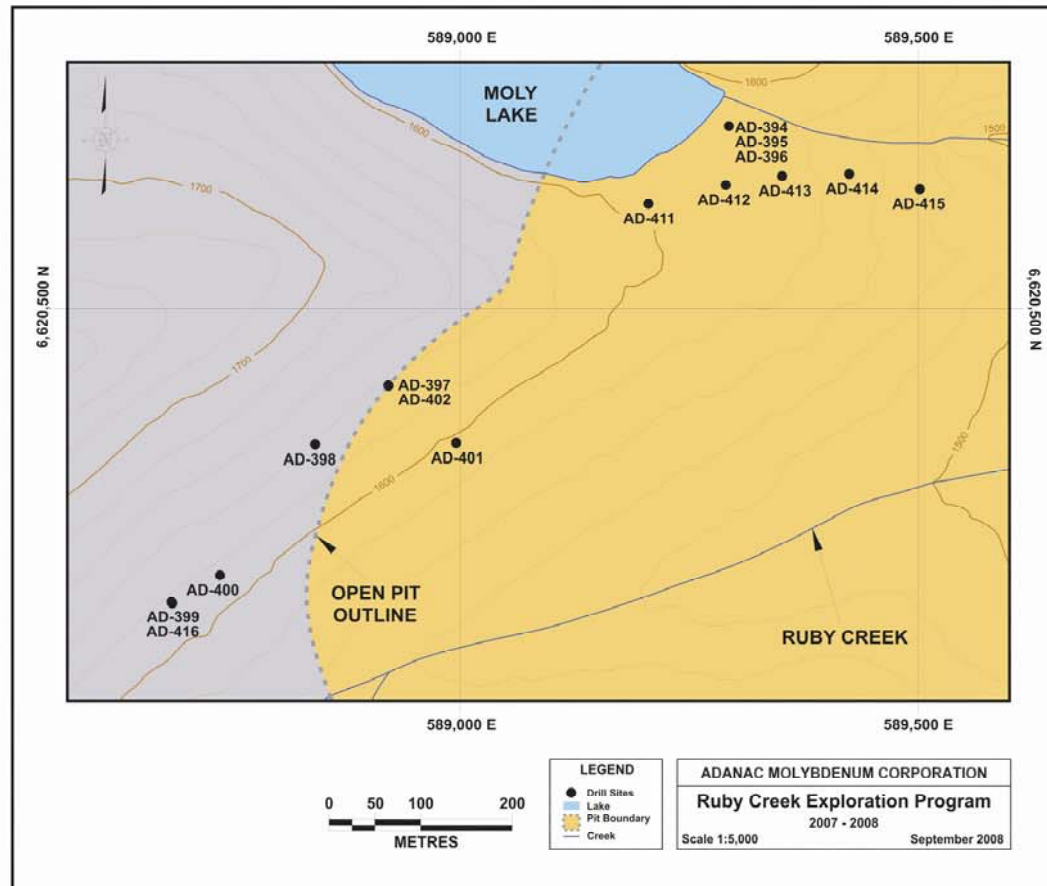 589,000 E
589,500 E
MOLY
LAKE
1600
1600
1500
AD-394
AD-395
AD-396
N
1700
AD-411
AD-412
AD-413
AD-414
AD-415
6,620,500 N
6,620,500 N
1700
AD-397
AD-402
AD-398
AD-401
1500
1600
AD-400
AD-399
AD-416
OPEN PIT
OUTLINE
RUBY CREEK
589,000 E
589,500 E
0 50 100 200
METRES
LEGEND
Drill Sites
Lake
Pit Boundary
Creek
ADANAC MOLYBDENUM CORPORATION
Ruby Creek Exploration Program
2007 - 2008
Scale 1:5,000 September 2008